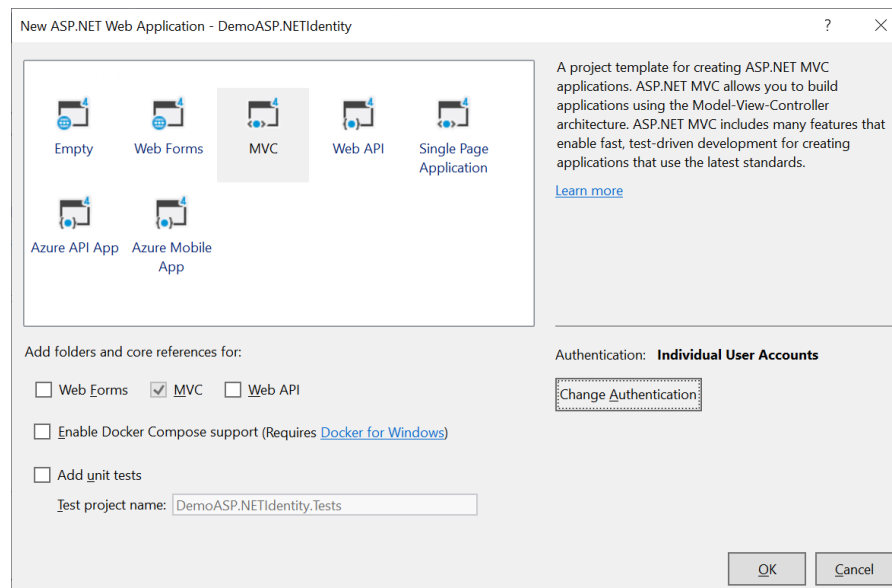 New ASP.NET Web Application - DemoASP.NETIdentity
?
Empty
Web Forms
MVC
Web API
Single Page
Application
Azure API App
Azure Mobile
App
A project template for creating ASP.NET MVC
applications. ASP.NET MVC allows you to build
applications using the Model-View-Controller
architecture. ASP.NET MVC includes many features that
enable fast, test-driven development for creating
applications that use the latest standards.
Learn more
Add folders and core references for:
Web Forms
MVC
Web API
Enable Docker Compose support (Requires Docker for Windows)
Add unit tests
Test project name: DemoASP.NETIdentity.Tests
Authentication: Individual User Accounts
Change Authentication
OK
Cancel